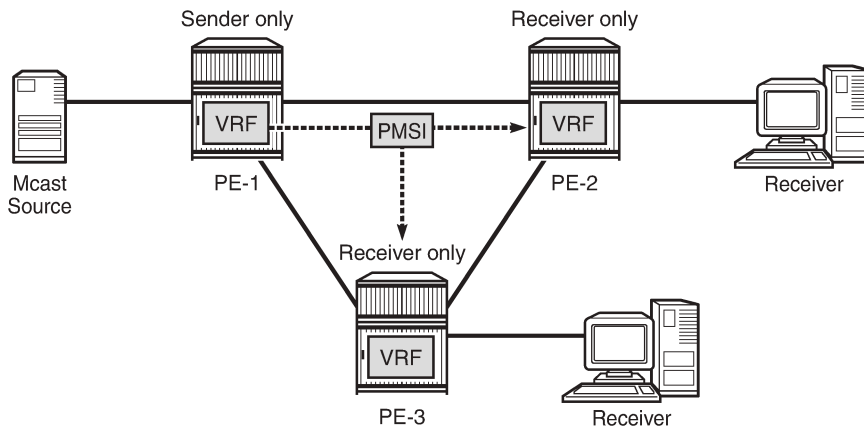 Sender only
Receiver only
VRF
PMSI
VRF
Mcast
Source
PE-1
PE-2
Receiver
Receiver only
VRF
PE-3
Receiver